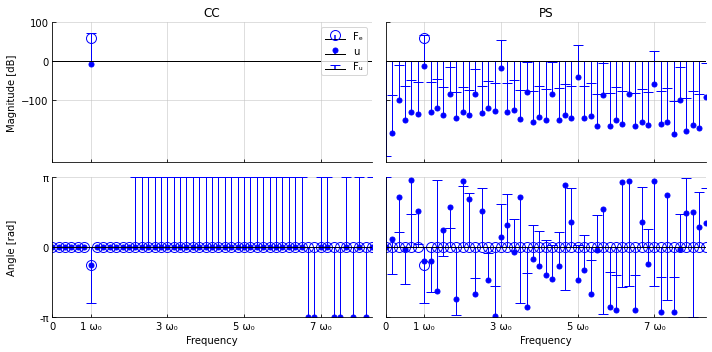 CC
PS
Magnitude [dB]
100
0
−100
Fₑ
u
Fᵤ
Angle [rad]
π
0
-π
0
1 ω₀
3 ω₀
5 ω₀
7 ω₀
Frequency
0
1 ω₀
3 ω₀
5 ω₀
7 ω₀
Frequency